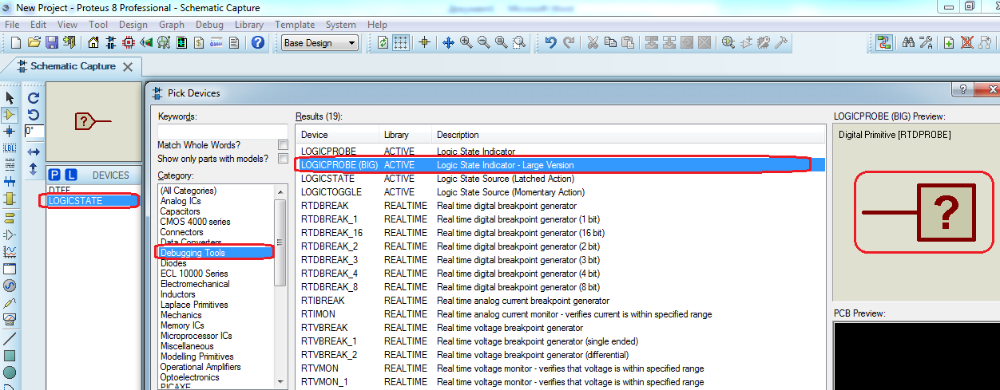 New Project - Proteus 8 Professional - Schematic Capture
File Edit View Tool Design Graph Debug Library Template System Help
Base Design
Schematic Capture
Pick Devices
0°
?
P L DEVICES
LOGICSTATE
Keywords:
Match Whole Words?
Show only parts with models?
Category:
(All Categories)
Analog ICs
Capacitors
CMOS 4000 series
Connectors
Data Converters
Debugging Tools
Diodes
ECL 10000 Series
Electromechanical
Inductors
Laplace Primitives
Mechanics
Memory ICs
Microprocessor ICs
Miscellaneous
Modelling Primitives
Operational Amplifiers
Optoelectronics
PICAXE
Results (19):
Device Library Description
LOGICPROBE ACTIVE Logic State Indicator
LOGICPROBE (BIG) ACTIVE Logic State Indicator - Large Version
LOGICSTATE ACTIVE Logic State Source (Latched Action)
LOGICTOGGLE ACTIVE Logic State Source (Momentary Action)
RTDBREAK REALTIME Real time digital breakpoint generator
RTDBREAK_1 REALTIME Real time digital breakpoint generator (1 bit)
RTDBREAK_16 REALTIME Real time digital breakpoint generator (16 bit)
RTDBREAK_2 REALTIME Real time digital breakpoint generator (2 bit)
RTDBREAK_3 REALTIME Real time digital breakpoint generator (3 bit)
RTDBREAK_4 REALTIME Real time digital breakpoint generator (4 bit)
RTDBREAK_8 REALTIME Real time digital breakpoint generator (8 bit)
RTIBREAK REALTIME Real time analog current breakpoint generator
RTIMON REALTIME Real time analog current monitor - verifies current is within specified range
RTVBREAK REALTIME Real time voltage breakpoint generator
RTVBREAK_1 REALTIME Real time voltage breakpoint generator (single ended)
RTVBREAK_2 REALTIME Real time voltage breakpoint generator (differential)
RTVMON REALTIME Real time voltage monitor - verifies that voltage is within specified range
RTVMON_1 REALTIME Real time voltage monitor - verifies that voltage is within specified range
LOGICPROBE (BIG) Preview:
Digital Primitive [RTDPROBE]
?
PCB Preview: